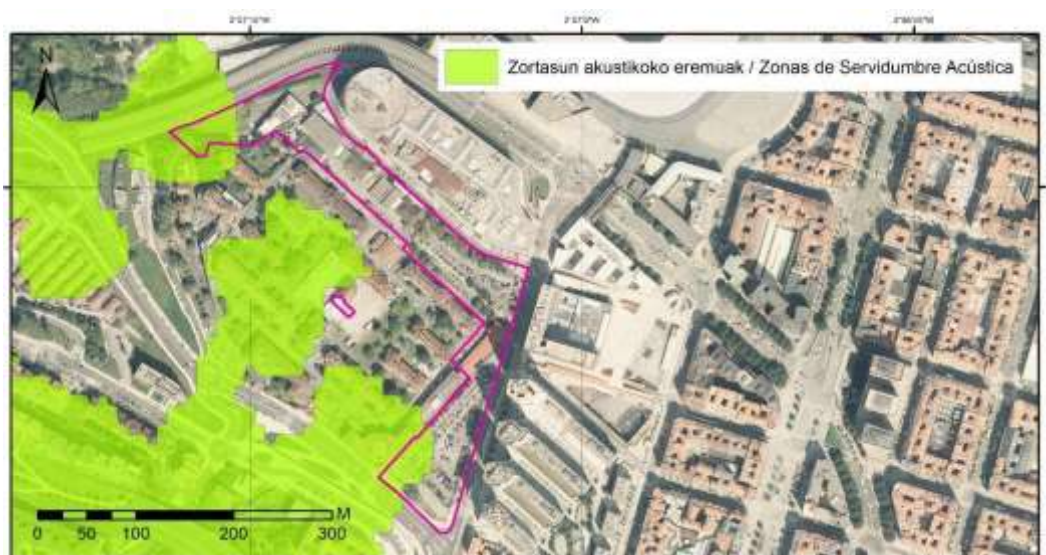 Zortasun akustikoko eremuak / Zonas de Servidumbre Acústica
N
0 50 100 200 300 M